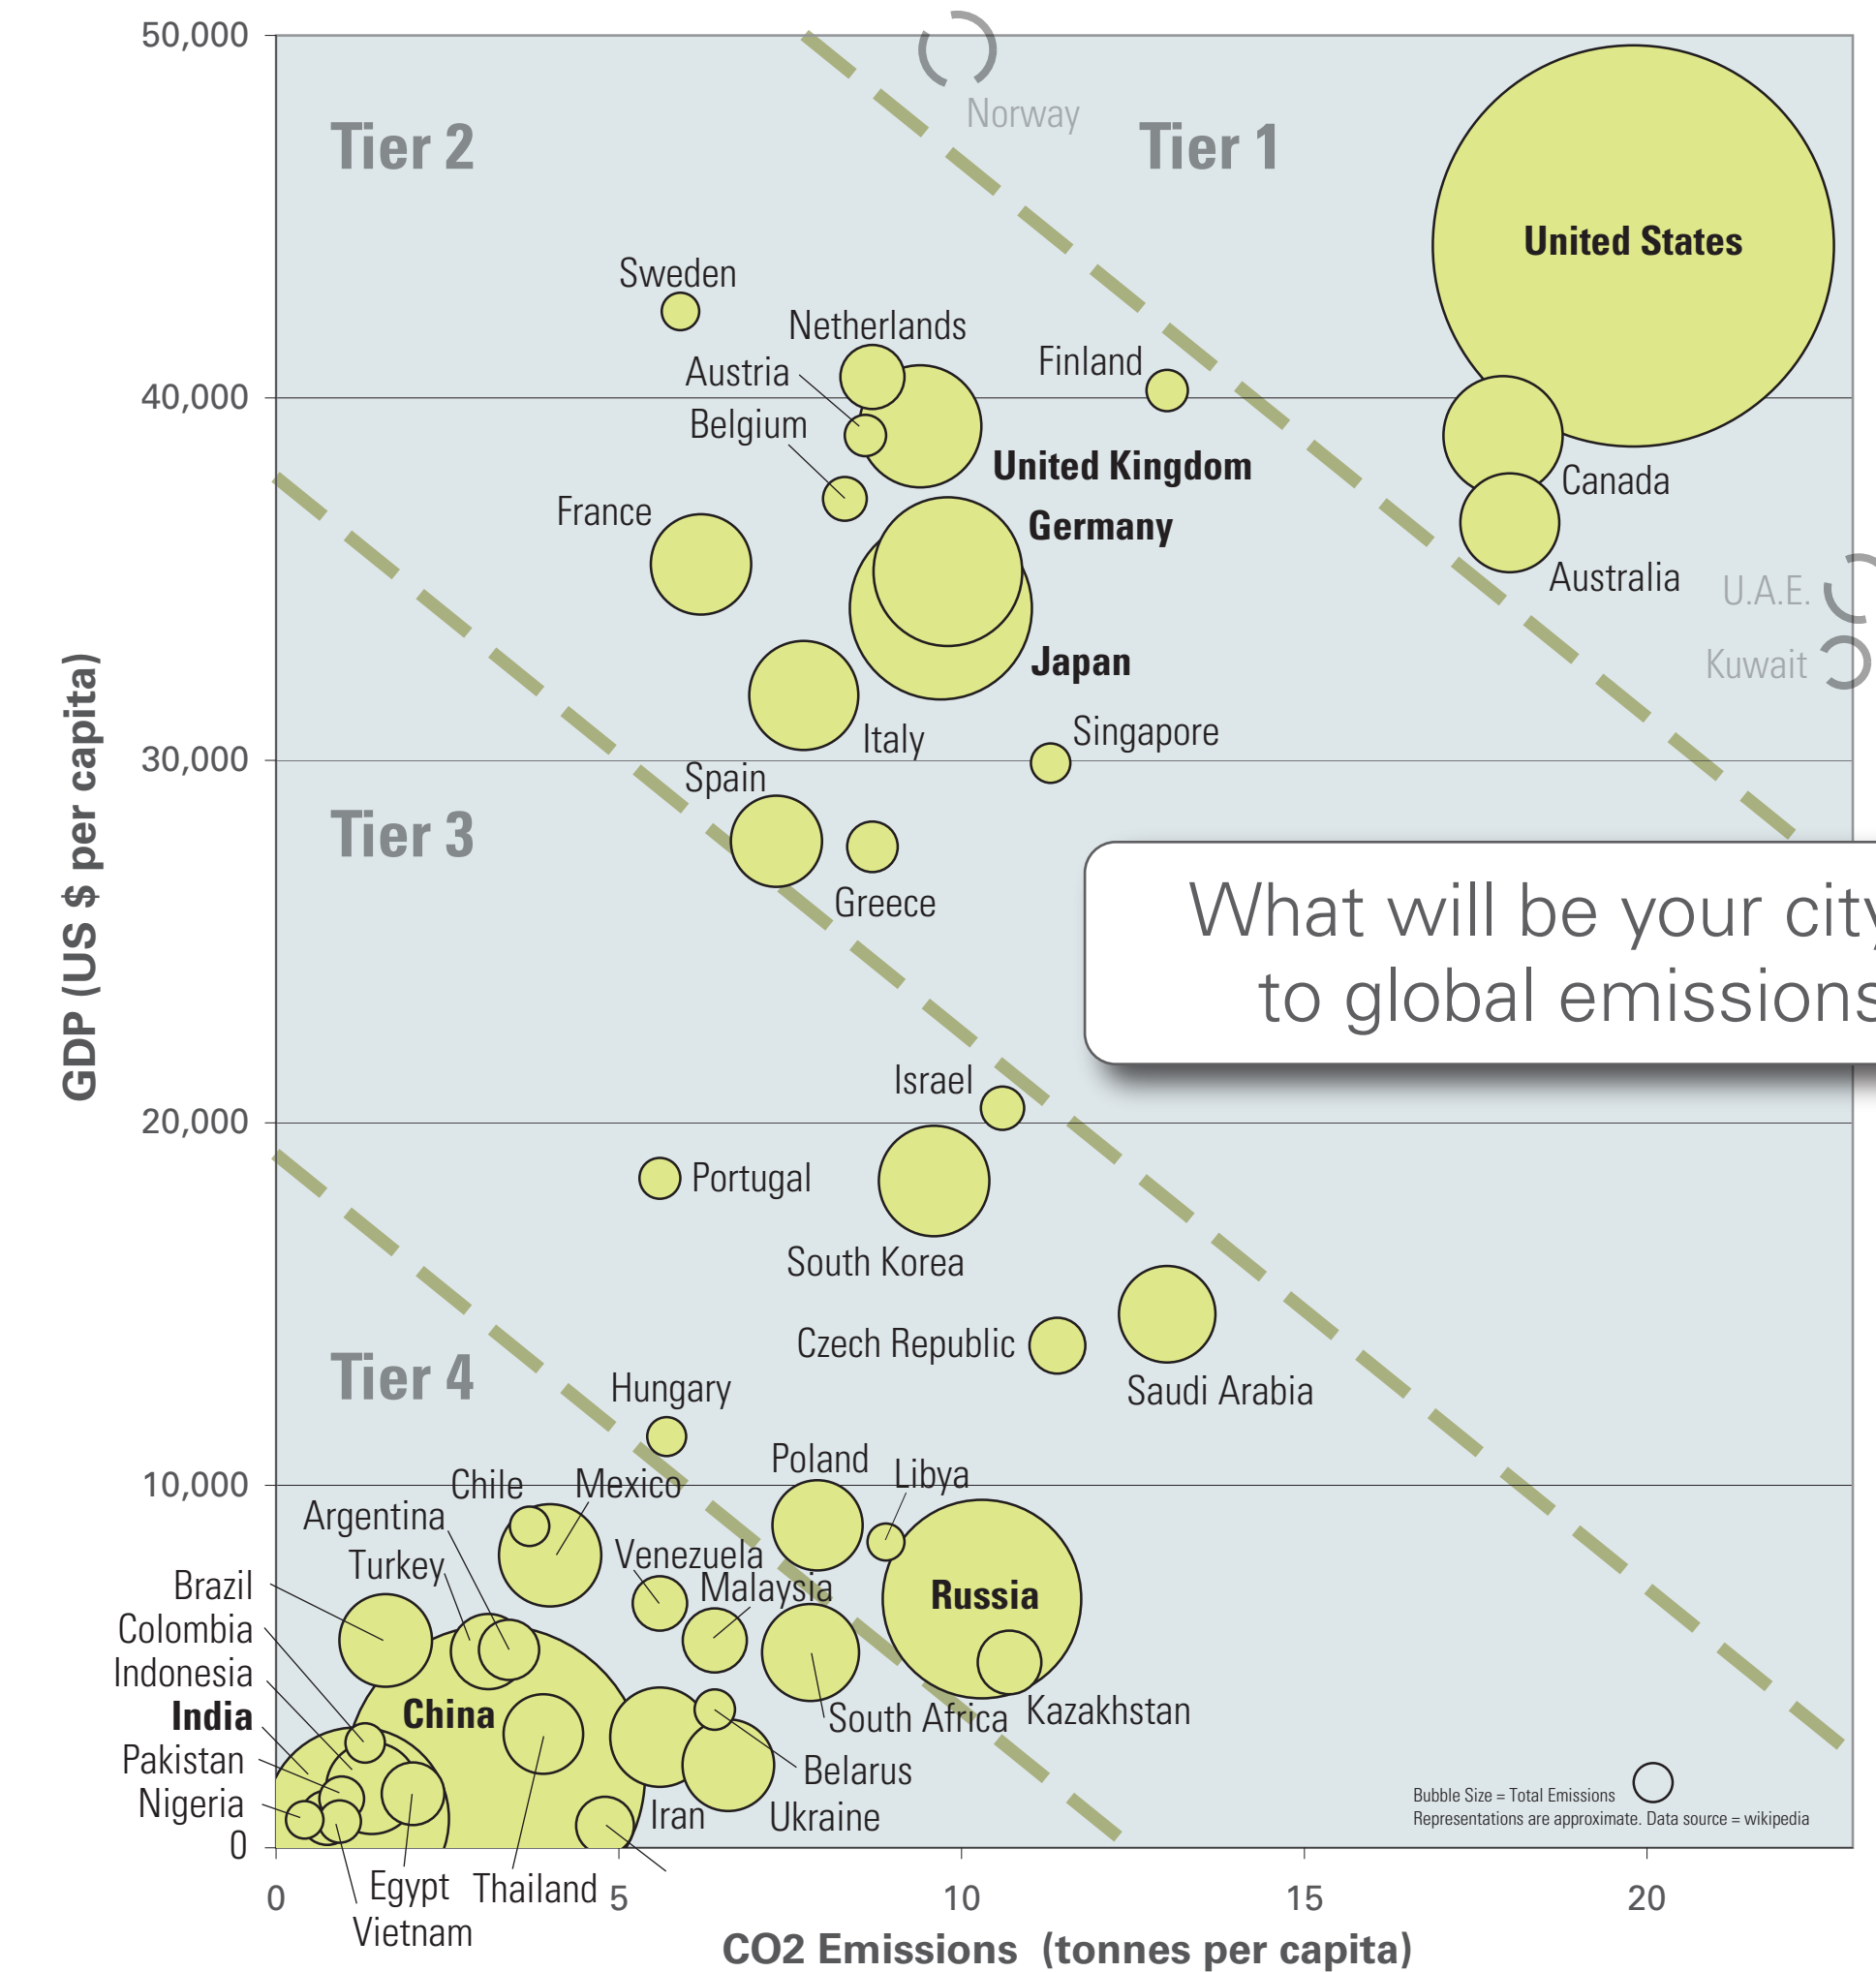 50,000
Norway
Tier 2
Tier 1
United States
Sweden
Netherlands
Finland
Austria
40,000
Belgium
United Kingdom
Canada
France
Germany
Australia
U.A.E.
Japan
Kuwait
Singapore
Italy
30,000
Spain
Tier 3
Greece
What will be your city
to global emissions
GDP (US $ per capita)
Israel
20,000
Portugal
South Korea
Czech Republic
Tier 4
Saudi Arabia
Hungary
Poland
Libya
10,000
Chile
Mexico
Argentina
Venezuela
Turkey
Malaysia
Brazil
Russia
Colombia
Indonesia
India
China
South Africa
Kazakhstan
Pakistan
Belarus
Nigeria
Iran
Ukraine
Bubble Size = Total Emissions
Representations are approximate. Data source = wikipedia
0
Egypt
Thailand
Vietnam
0
5
10
15
20
CO2 Emissions (tonnes per capita)